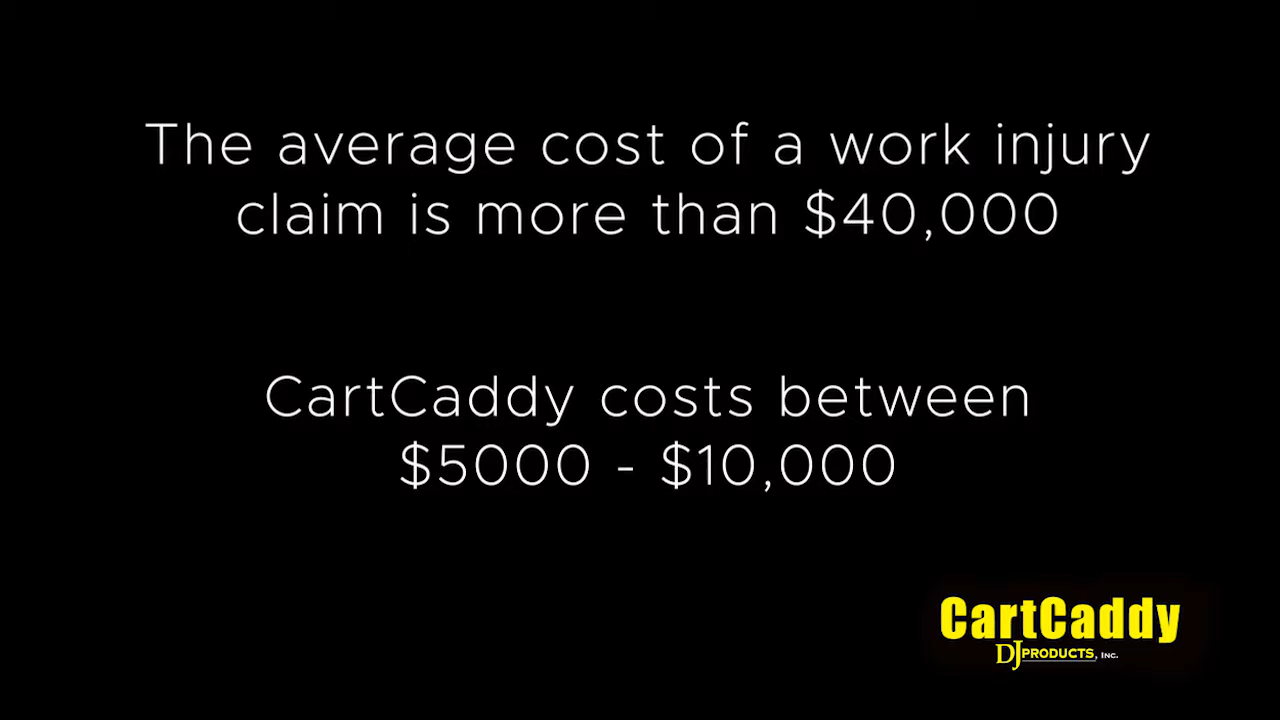 The average cost of a work injury
claim is more than $40,000
CartCaddy costs between
$5000 - $10,000
CartCaddy
DJ PRODUCTS, INC.